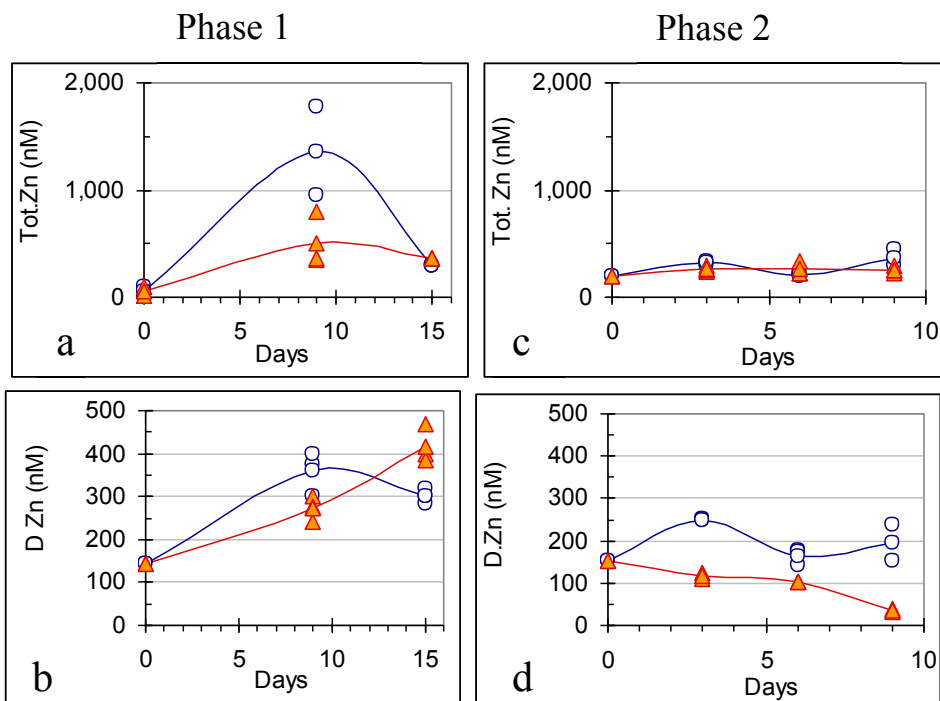 Phase 1
Phase 2
2,000
1,000
0
Tot.Zn (nM)
0 5 10 15
Days
a
2,000
1,000
0
Tot. Zn (nM)
0 5 10
Days
c
500
400
300
200
100
0
D Zn (nM)
0 5 10 15
Days
b
500
400
300
200
100
0
D.Zn (nM)
0 5 10
Days
d